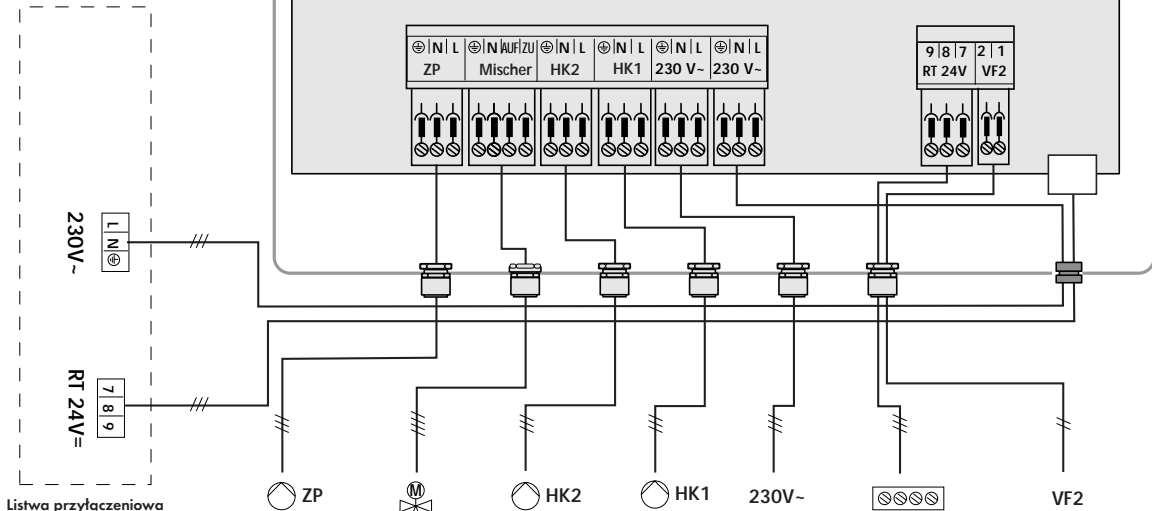 ⏚ N L ⏚ N AUF ZU ⏚ N L ⏚ N L ⏚ N L ⏚ N L
ZP Mischer HK2 HK1 230 V~ 230 V~
9 8 7 2 1
RT 24V VF2
230V~
L N ⏚
RT 24V=
7 8 9
ZP
M
HK2
HK1
230V~
VF2
Listwa przyłączeniowa